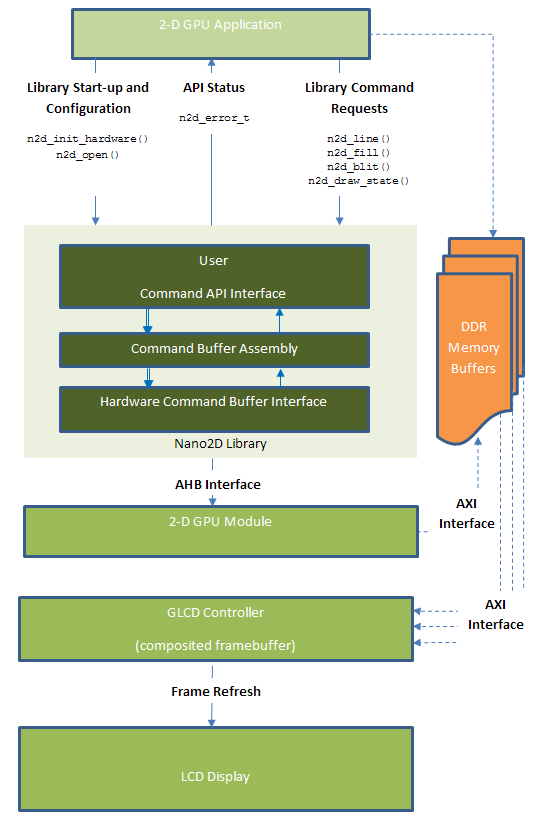 2-D GPU Application
Library Start-up and
Configuration
n2d_init_hardware()
n2d_open()
API Status
n2d_error_t
Library Command
Requests
n2d_line()
n2d_fill()
n2d_blit()
n2d_draw_state()
User
Command API Interface
Command Buffer Assembly
Hardware Command Buffer Interface
Nano2D Library
DDR
Memory
Buffers
AHB Interface
2-D GPU Module
AXI
Interface
GLCD Controller
(composited framebuffer)
AXI
Interface
Frame Refresh
LCD Display